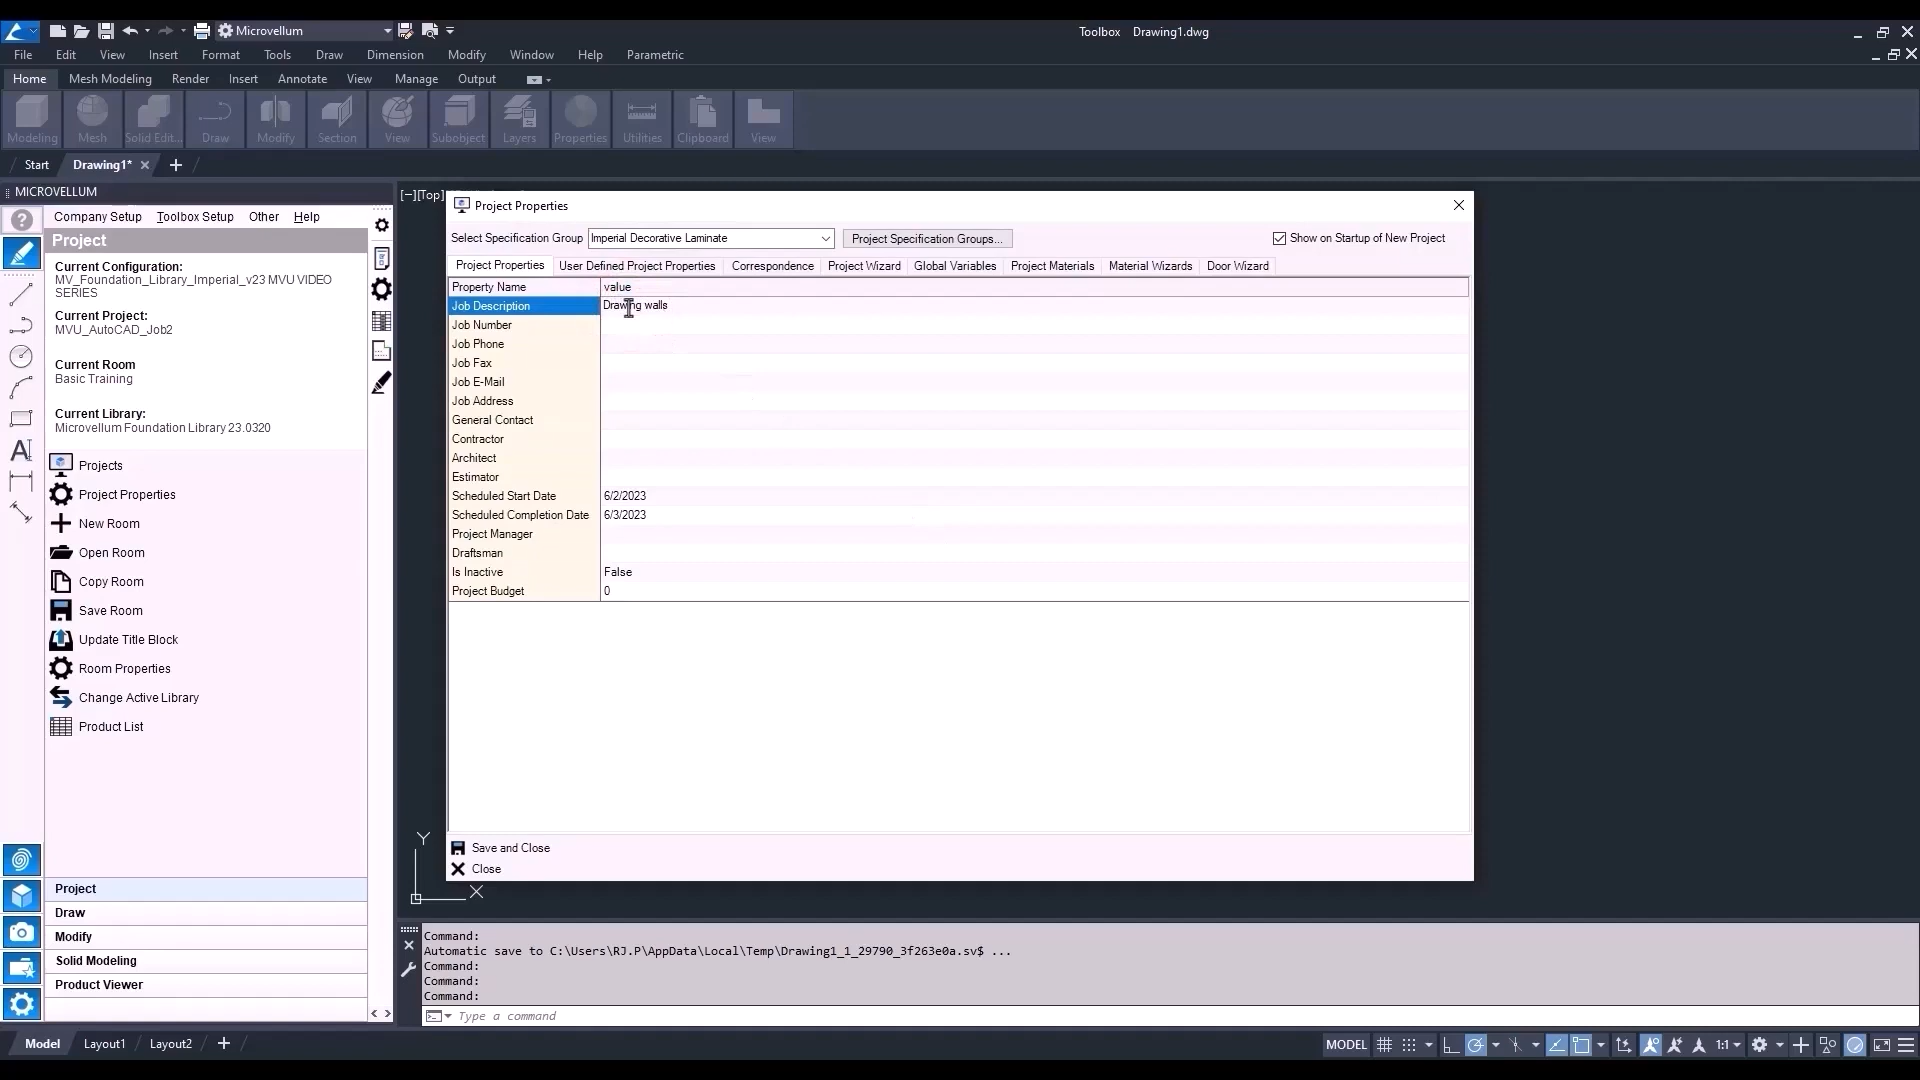 Microvellum
Toolbox Drawing1.dwg
File Edit View Insert Format Tools Draw Dimension Modify Window Help Parametric
Home Mesh Modeling Render Insert Annotate View Manage Output
Modeling Mesh Solid Edit... Draw Modify Section View Subobject Layers Properties Utilities Clipboard View
Start Drawing1*
MICROVELLUM
Company Setup Toolbox Setup Other Help
Project
Current Configuration:
MV_Foundation_Library_Imperial_v23 MVU VIDEO
SERIES
Current Project:
MVU_AutoCAD_Job2
Current Room
Basic Training
Current Library:
Microvellum Foundation Library 23.0320
Projects
Project Properties
New Room
Open Room
Copy Room
Save Room
Update Title Block
Room Properties
Change Active Library
Product List
Project
Draw
Modify
Solid Modeling
Product Viewer
[−][Top]
Project Properties
Select Specification Group Imperial Decorative Laminate Project Specification Groups... Show on Startup of New Project
Project Properties User Defined Project Properties Correspondence Project Wizard Global Variables Project Materials Material Wizards Door Wizard
Property Name value
Job Description Drawing walls
Job Number
Job Phone
Job Fax
Job E-Mail
Job Address
General Contact
Contractor
Architect
Estimator
Scheduled Start Date 6/2/2023
Scheduled Completion Date 6/3/2023
Project Manager
Draftsman
Is Inactive False
Project Budget 0
Save and Close
Close
Y
X
Command:
Automatic save to C:\Users\RJ.P\AppData\Local\Temp\Drawing1_1_29790_3f263e0a.sv$ ...
Command:
Command:
Command:
Type a command
Model Layout1 Layout2
MODEL 1:1